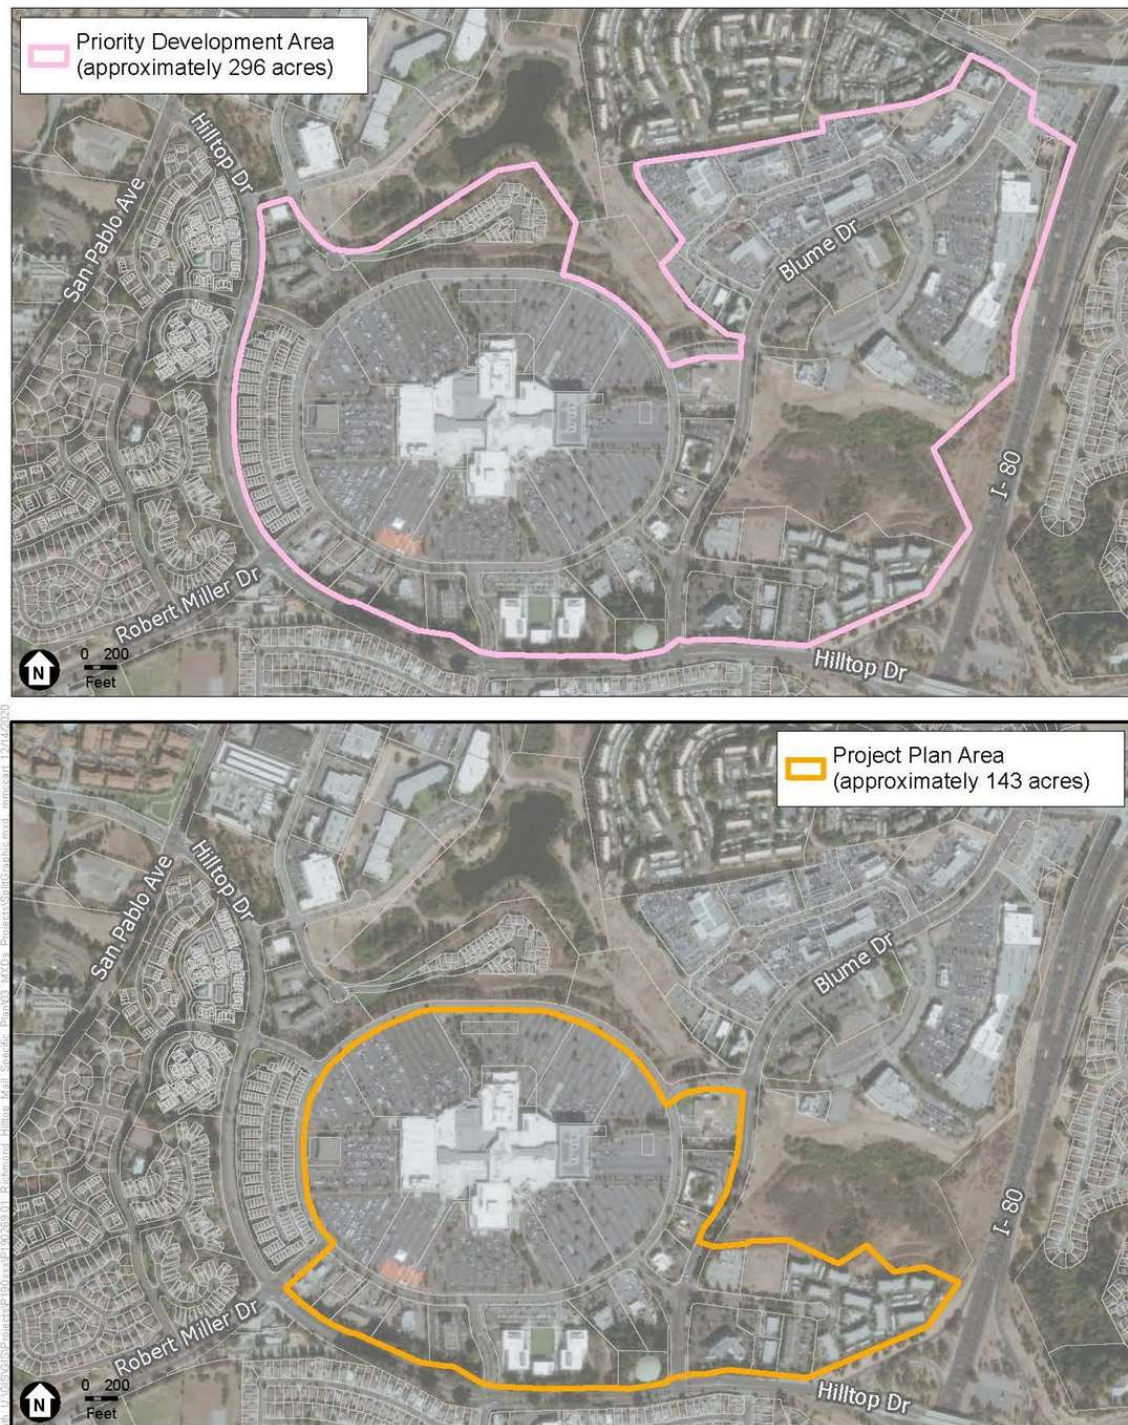 Priority Development Area
(approximately 296 acres)
Hilltop Dr
San Pablo Ave
Blume Dr
I- 80
Robert Miller Dr
Hilltop Dr
N
0 200
Feet
Project Plan Area
(approximately 143 acres)
Hilltop Dr
San Pablo Ave
Blume Dr
I- 80
Robert Miller Dr
Hilltop Dr
N
0 200
Feet